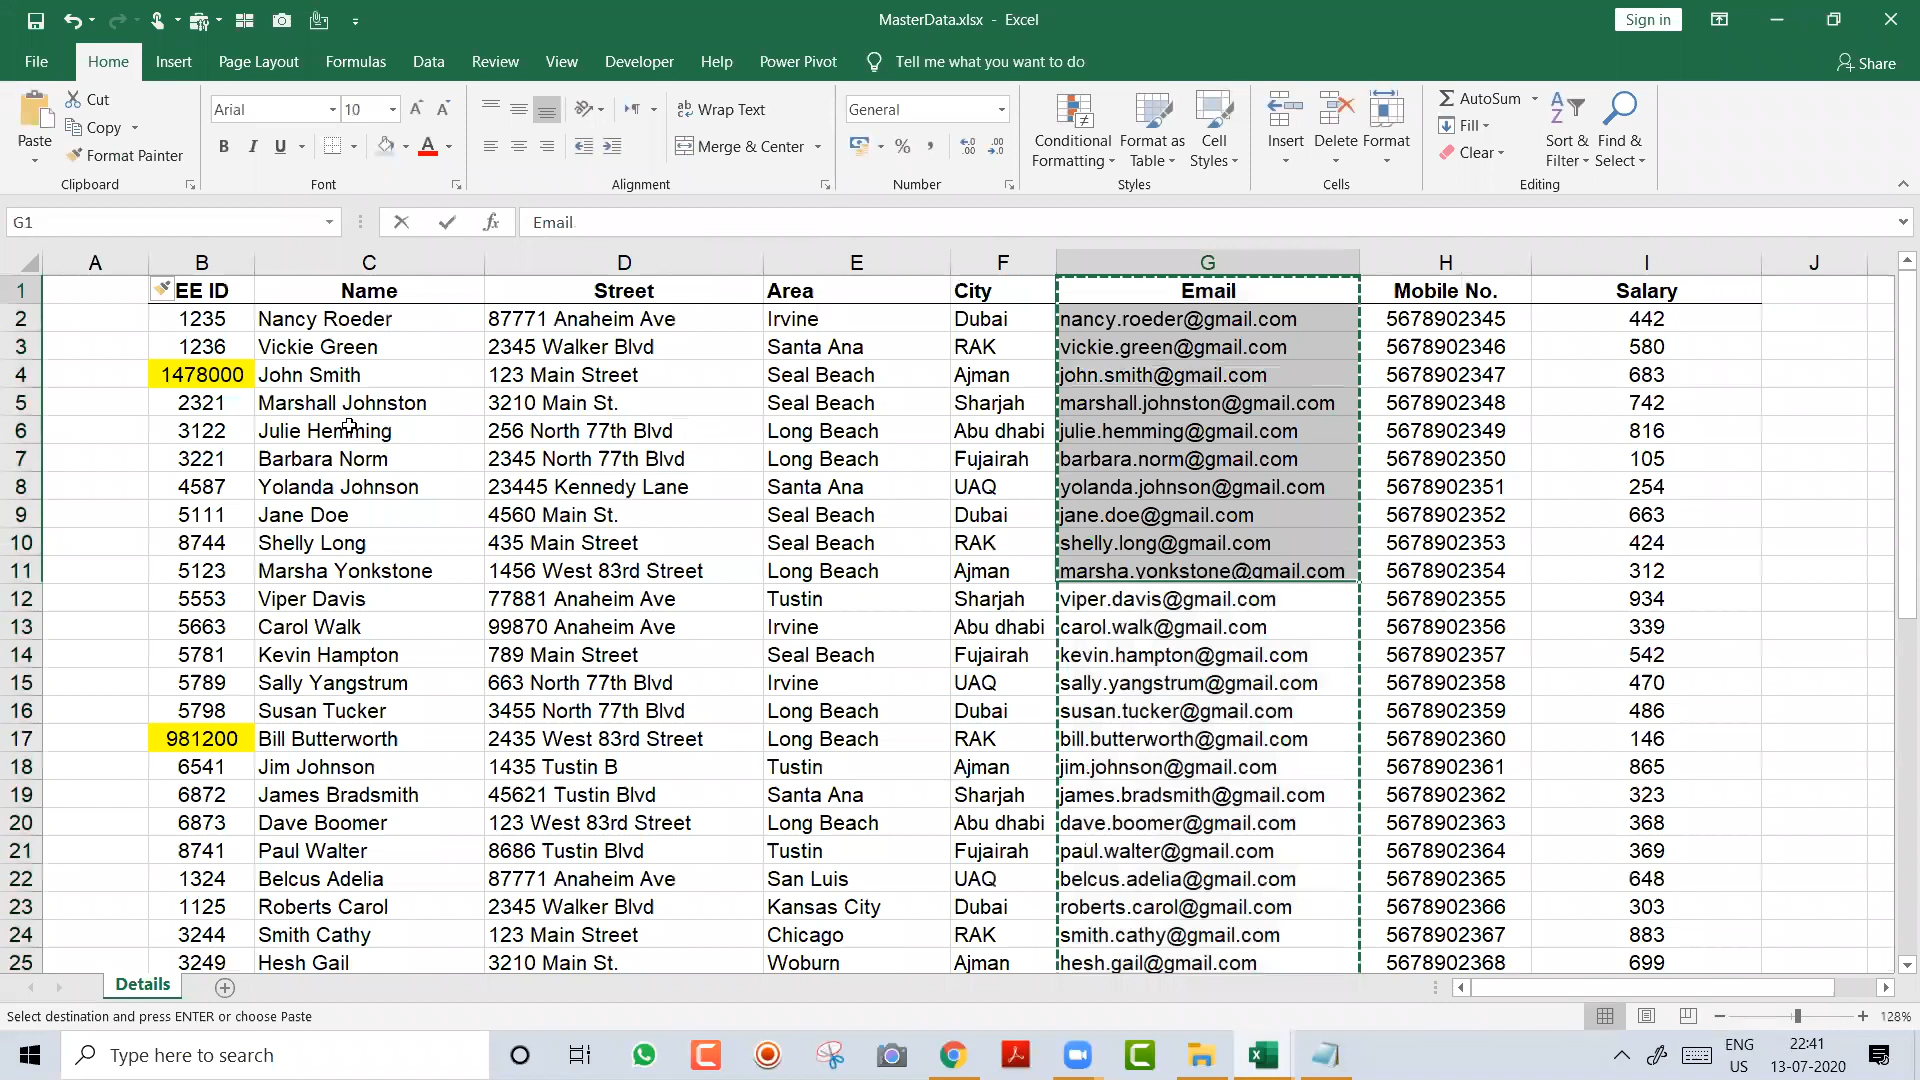 MasterData.xlsx - Excel
Sign in
File Home Insert Page Layout Formulas Data Review View Developer Help Power Pivot Tell me what you want to do Share
Paste
Cut
Copy
Format Painter
Clipboard
Arial 10
B I U A
Font
Wrap Text
Merge & Center
Alignment
General
% ,
Number
Conditional Formatting
Format as Table
Cell Styles
Styles
Insert Delete Format
Cells
AutoSum
Fill
Clear
Sort & Filter
Find & Select
Editing
G1 fx Email
A B C D E F G H I J
1 EE ID Name Street Area City Email Mobile No. Salary
2 1235 Nancy Roeder 87771 Anaheim Ave Irvine Dubai nancy.roeder@gmail.com 5678902345 442
3 1236 Vickie Green 2345 Walker Blvd Santa Ana RAK vickie.green@gmail.com 5678902346 580
4 1478000 John Smith 123 Main Street Seal Beach Ajman john.smith@gmail.com 5678902347 683
5 2321 Marshall Johnston 3210 Main St. Seal Beach Sharjah marshall.johnston@gmail.com 5678902348 742
6 3122 Julie Hemming 256 North 77th Blvd Long Beach Abu dhabi julie.hemming@gmail.com 5678902349 816
7 3221 Barbara Norm 2345 North 77th Blvd Long Beach Fujairah barbara.norm@gmail.com 5678902350 105
8 4587 Yolanda Johnson 23445 Kennedy Lane Santa Ana UAQ yolanda.johnson@gmail.com 5678902351 254
9 5111 Jane Doe 4560 Main St. Seal Beach Dubai jane.doe@gmail.com 5678902352 663
10 8744 Shelly Long 435 Main Street Seal Beach RAK shelly.long@gmail.com 5678902353 424
11 5123 Marsha Yonkstone 1456 West 83rd Street Long Beach Ajman marsha.yonkstone@gmail.com 5678902354 312
12 5553 Viper Davis 77881 Anaheim Ave Tustin Sharjah viper.davis@gmail.com 5678902355 934
13 5663 Carol Walk 99870 Anaheim Ave Irvine Abu dhabi carol.walk@gmail.com 5678902356 339
14 5781 Kevin Hampton 789 Main Street Seal Beach Fujairah kevin.hampton@gmail.com 5678902357 542
15 5789 Sally Yangstrum 663 North 77th Blvd Irvine UAQ sally.yangstrum@gmail.com 5678902358 470
16 5798 Susan Tucker 3455 North 77th Blvd Long Beach Dubai susan.tucker@gmail.com 5678902359 486
17 981200 Bill Butterworth 2435 West 83rd Street Long Beach RAK bill.butterworth@gmail.com 5678902360 146
18 6541 Jim Johnson 1435 Tustin B Tustin Ajman jim.johnson@gmail.com 5678902361 865
19 6872 James Bradsmith 45621 Tustin Blvd Santa Ana Sharjah james.bradsmith@gmail.com 5678902362 323
20 6873 Dave Boomer 123 West 83rd Street Long Beach Abu dhabi dave.boomer@gmail.com 5678902363 368
21 8741 Paul Walter 8686 Tustin Blvd Tustin Fujairah paul.walter@gmail.com 5678902364 369
22 1324 Belcus Adelia 87771 Anaheim Ave San Luis UAQ belcus.adelia@gmail.com 5678902365 648
23 1125 Roberts Carol 2345 Walker Blvd Kansas City Dubai roberts.carol@gmail.com 5678902366 303
24 3244 Smith Cathy 123 Main Street Chicago RAK smith.cathy@gmail.com 5678902367 883
25 3249 Hesh Gail 3210 Main St. Woburn Ajman hesh.gail@gmail.com 5678902368 699
Details
Select destination and press ENTER or choose Paste
128%
Type here to search
ENG
US
22:41
13-07-2020